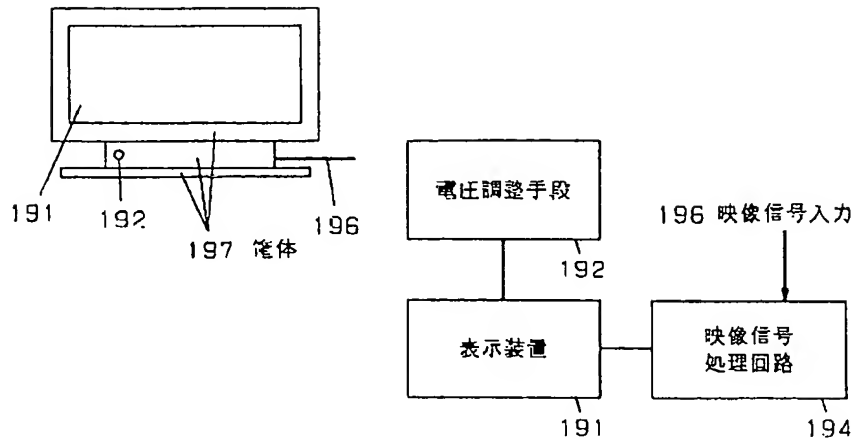 191
192
197 筐体
196
電圧調整手段
192
196 映像信号入力
表示装置
191
映像信号
処理回路
194